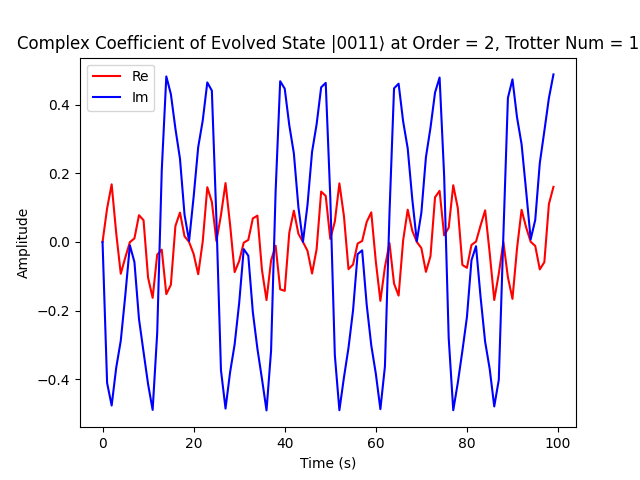 Complex Coefficient of Evolved State |0011⟩ at Order = 2, Trotter Num = 1
Re
Im
0.4
0.2
0.0
−0.2
−0.4
Amplitude
0 20 40 60 80 100
Time (s)